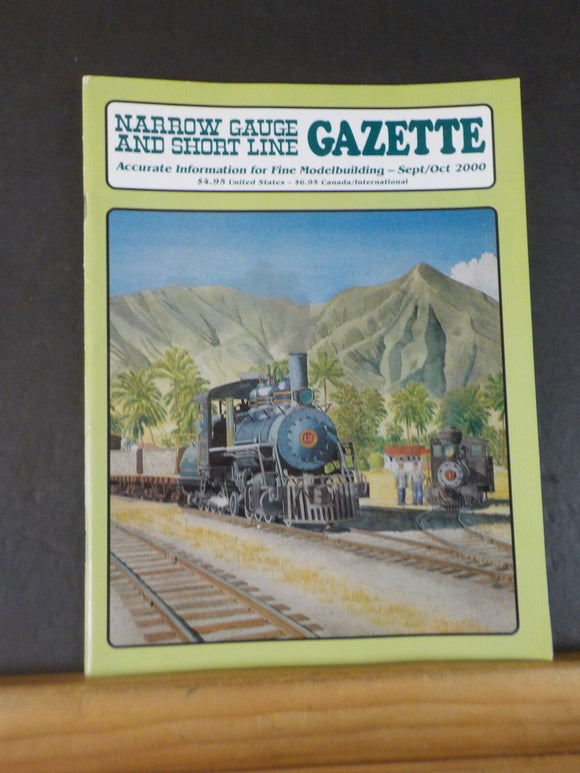 NARROW GAUGE
AND SHORT LINE
GAZETTE
Accurate Information for Fine Modelbuilding – Sept/Oct 2000
$4.95 United States – $6.95 Canada/International
12